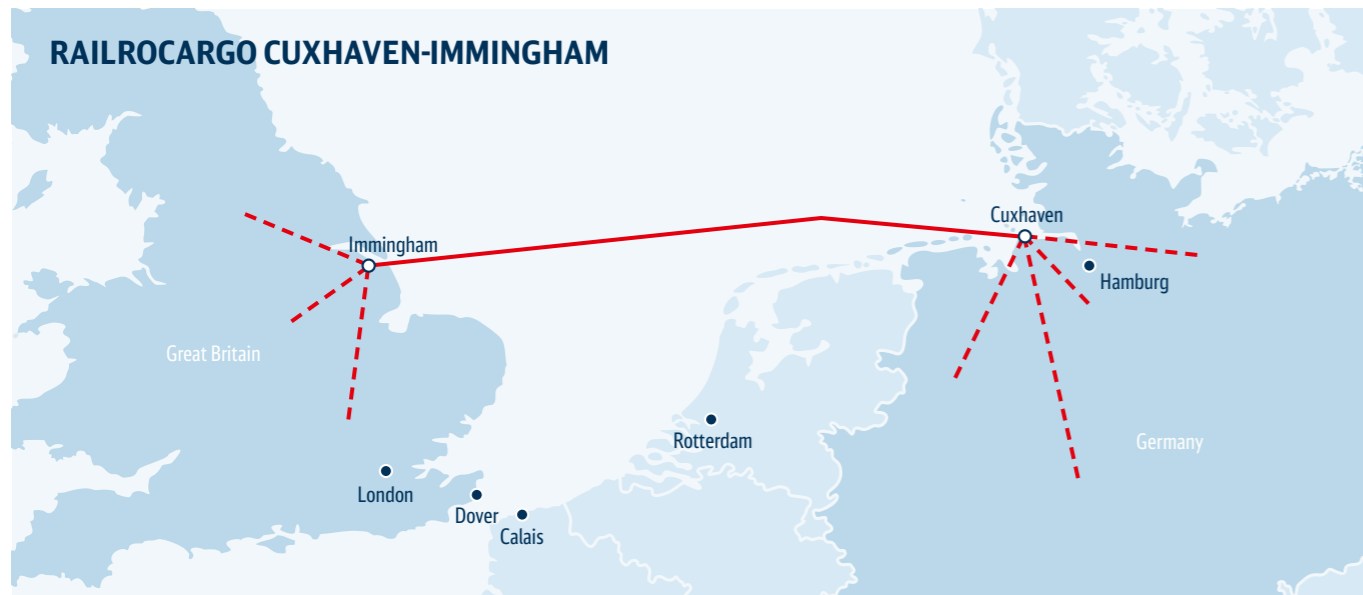 RAILROCARGO CUXHAVEN-IMMINGHAM
Cuxhaven
Immingham
Hamburg
Great Britain
Rotterdam
Germany
London
Dover
Calais